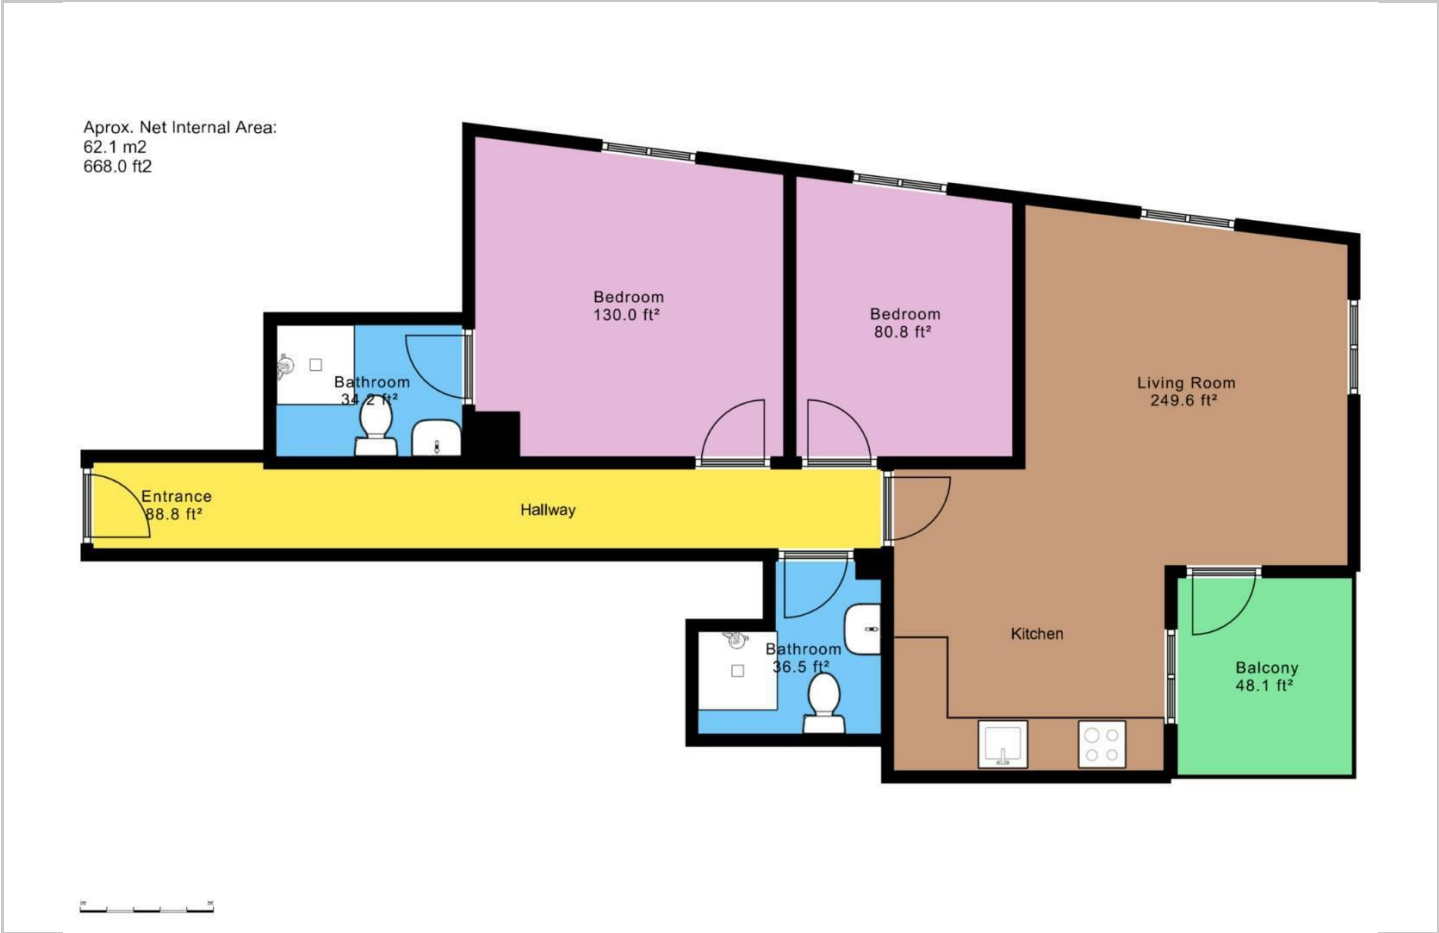 Aprox. Net Internal Area:
62.1 m2
668.0 ft2
Bedroom
130.0 ft²
Bedroom
80.8 ft²
Living Room
249.6 ft²
Bathroom
34.2 ft²
Entrance
88.8 ft²
Hallway
Kitchen
Bathroom
36.5 ft²
Balcony
48.1 ft²